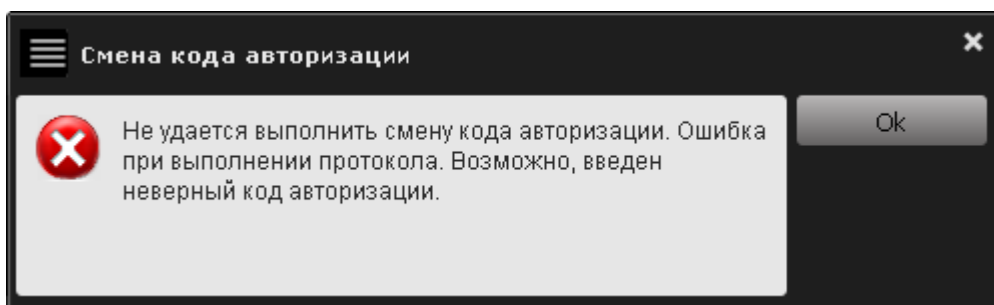 Смена кода авторизации
Не удается выполнить смену кода авторизации. Ошибка
при выполнении протокола. Возможно, введен
неверный код авторизации.
Ok